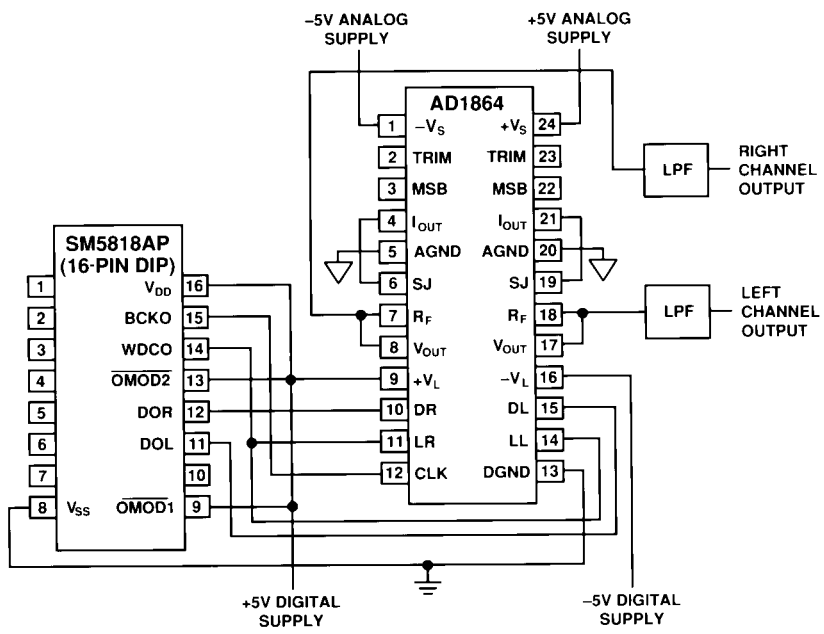 –5V ANALOG
SUPPLY
+5V ANALOG
SUPPLY
AD1864
1 –VS +VS 24
2 TRIM TRIM 23
3 MSB MSB 22
4 IOUT IOUT 21
5 AGND AGND 20
6 SJ SJ 19
7 RF RF 18
8 VOUT VOUT 17
9 +VL –VL 16
10 DR DL 15
11 LR LL 14
12 CLK DGND 13
LPF
RIGHT
CHANNEL
OUTPUT
LPF
LEFT
CHANNEL
OUTPUT
SM5818AP
(16-PIN DIP)
1 VDD 16
2 BCKO 15
3 WDCO 14
4 OMOD2 13
5 DOR 12
6 DOL 11
7 10
8 VSS OMOD1 9
+5V DIGITAL
SUPPLY
–5V DIGITAL
SUPPLY